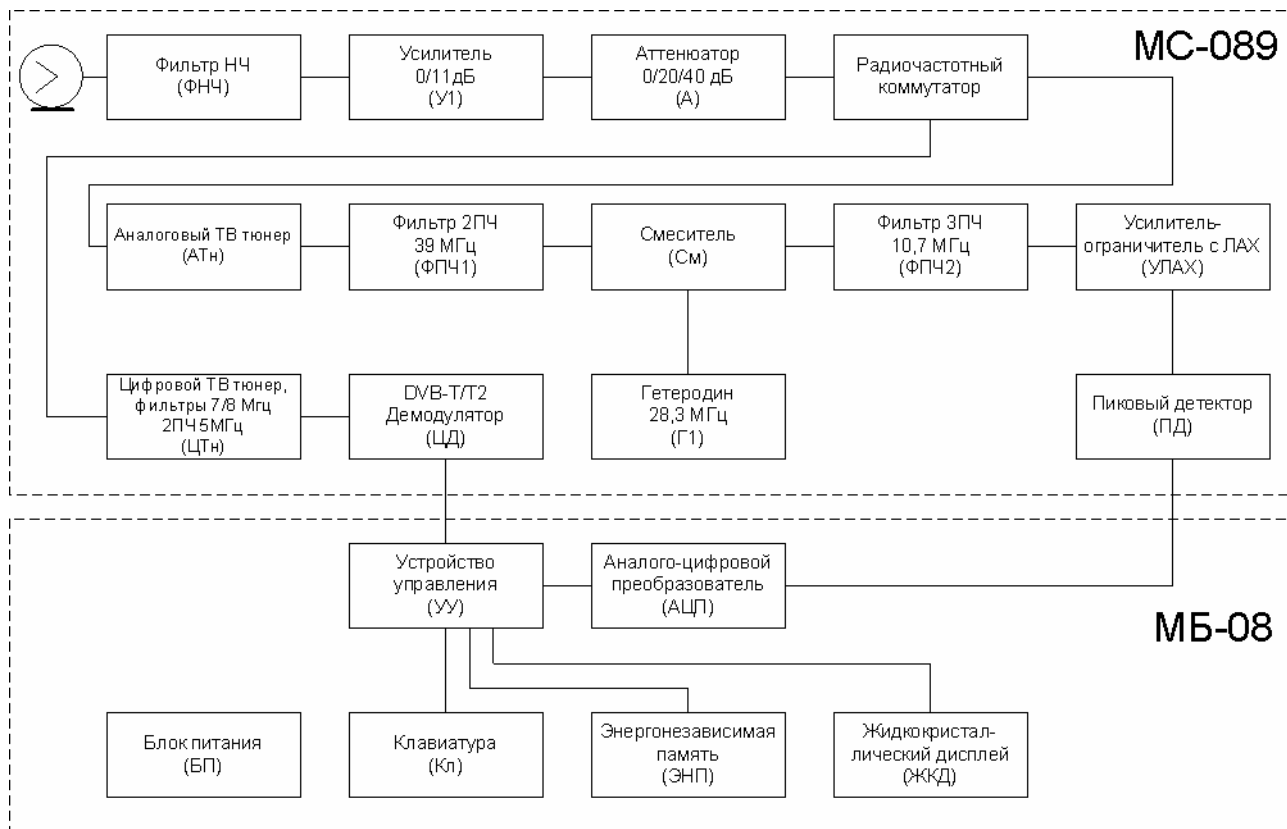 МС-089
Фильтр НЧ
(ФНЧ)
Усилитель
0/11дБ
(У1)
Аттенюатор
0/20/40 дБ
(А)
Радиочастотный
коммутатор
Аналоговый ТВ тюнер
(АТн)
Фильтр 2ПЧ
39 МГц
(ФПЧ1)
Смеситель
(См)
Фильтр 3ПЧ
10,7 МГц
(ФПЧ2)
Усилитель-
ограничитель с ЛАХ
(УЛАХ)
Цифровой ТВ тюнер,
фильтры 7/8 Мгц
2ПЧ 5МГц
(ЦТн)
DVB-T/T2
Демодулятор
(ЦД)
Гетеродин
28,3 МГц
(Г1)
Пиковый детектор
(ПД)
Устройство
управления
(УУ)
Аналого-цифровой
преобразователь
(АЦП)
МБ-08
Блок питания
(БП)
Клавиатура
(Кл)
Энергонезависимая
память
(ЭНП)
Жидкокристал-
лический дисплей
(ЖКД)